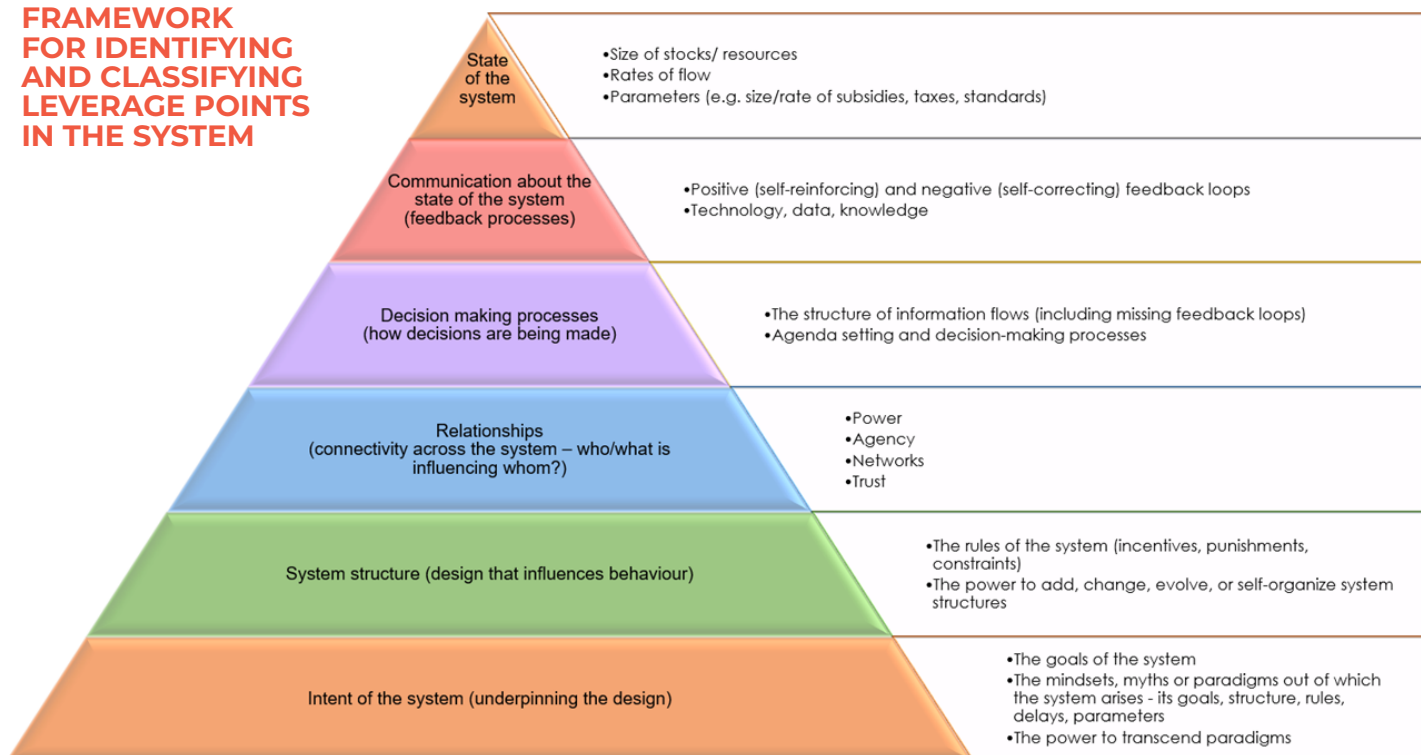 FRAMEWORK
FOR IDENTIFYING
AND CLASSIFYING
LEVERAGE POINTS
IN THE SYSTEM
State
of the
system
•Size of stocks/ resources
•Rates of flow
•Parameters (e.g. size/rate of subsidies, taxes, standards)
Communication about the
state of the system
(feedback processes)
•Positive (self-reinforcing) and negative (self-correcting) feedback loops
•Technology, data, knowledge
Decision making processes
(how decisions are being made)
•The structure of information flows (including missing feedback loops)
•Agenda setting and decision-making processes
Relationships
(connectivity across the system – who/what is
influencing whom?)
•Power
•Agency
•Networks
•Trust
System structure (design that influences behaviour)
•The rules of the system (incentives, punishments,
constraints)
•The power to add, change, evolve, or self-organize system
structures
Intent of the system (underpinning the design)
•The goals of the system
•The mindsets, myths or paradigms out of which
the system arises - its goals, structure, rules,
delays, parameters
•The power to transcend paradigms